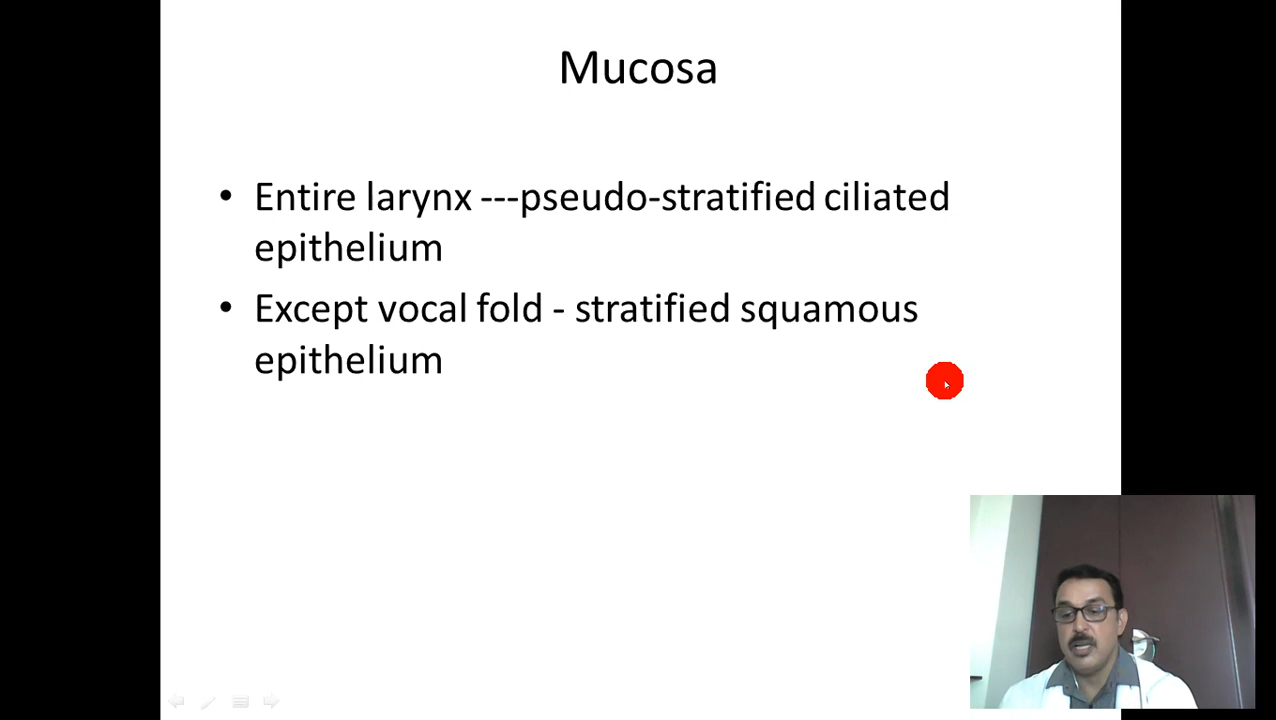 Mucosa
• Entire larynx ---pseudo-stratified ciliated
epithelium
• Except vocal fold - stratified squamous
epithelium